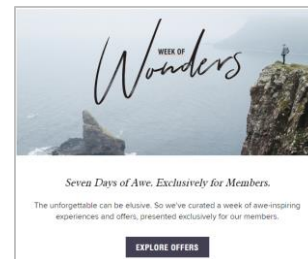 WEEK OF
Wonders
Seven Days of Awe. Exclusively for Members.
The unforgettable can be elusive. So we've curated a week of awe-inspiring
experiences and offers, presented exclusively for our members.
EXPLORE OFFERS